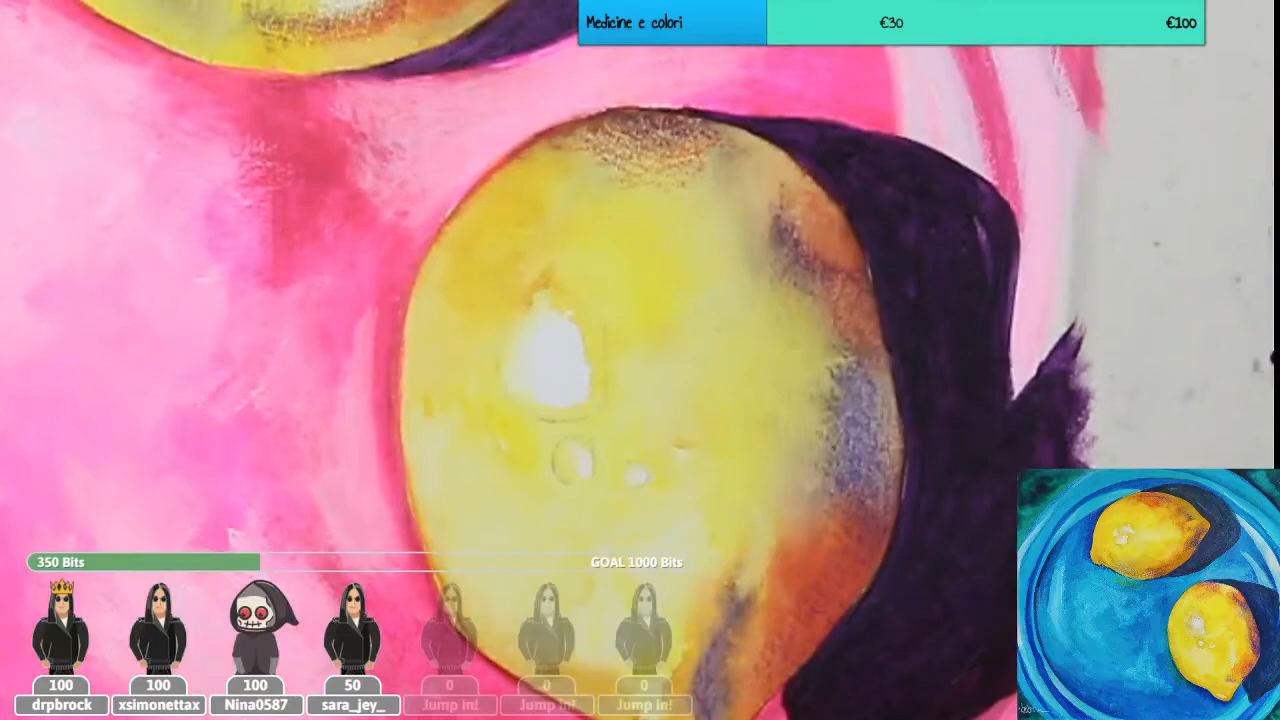 Medicine e colori €30 €100
350 Bits GOAL 1000 Bits
100 100 100 50 0 0 0
drpbrock xsimonettax Nina0587 sara_jey_ Jump in! Jump in! Jump in!